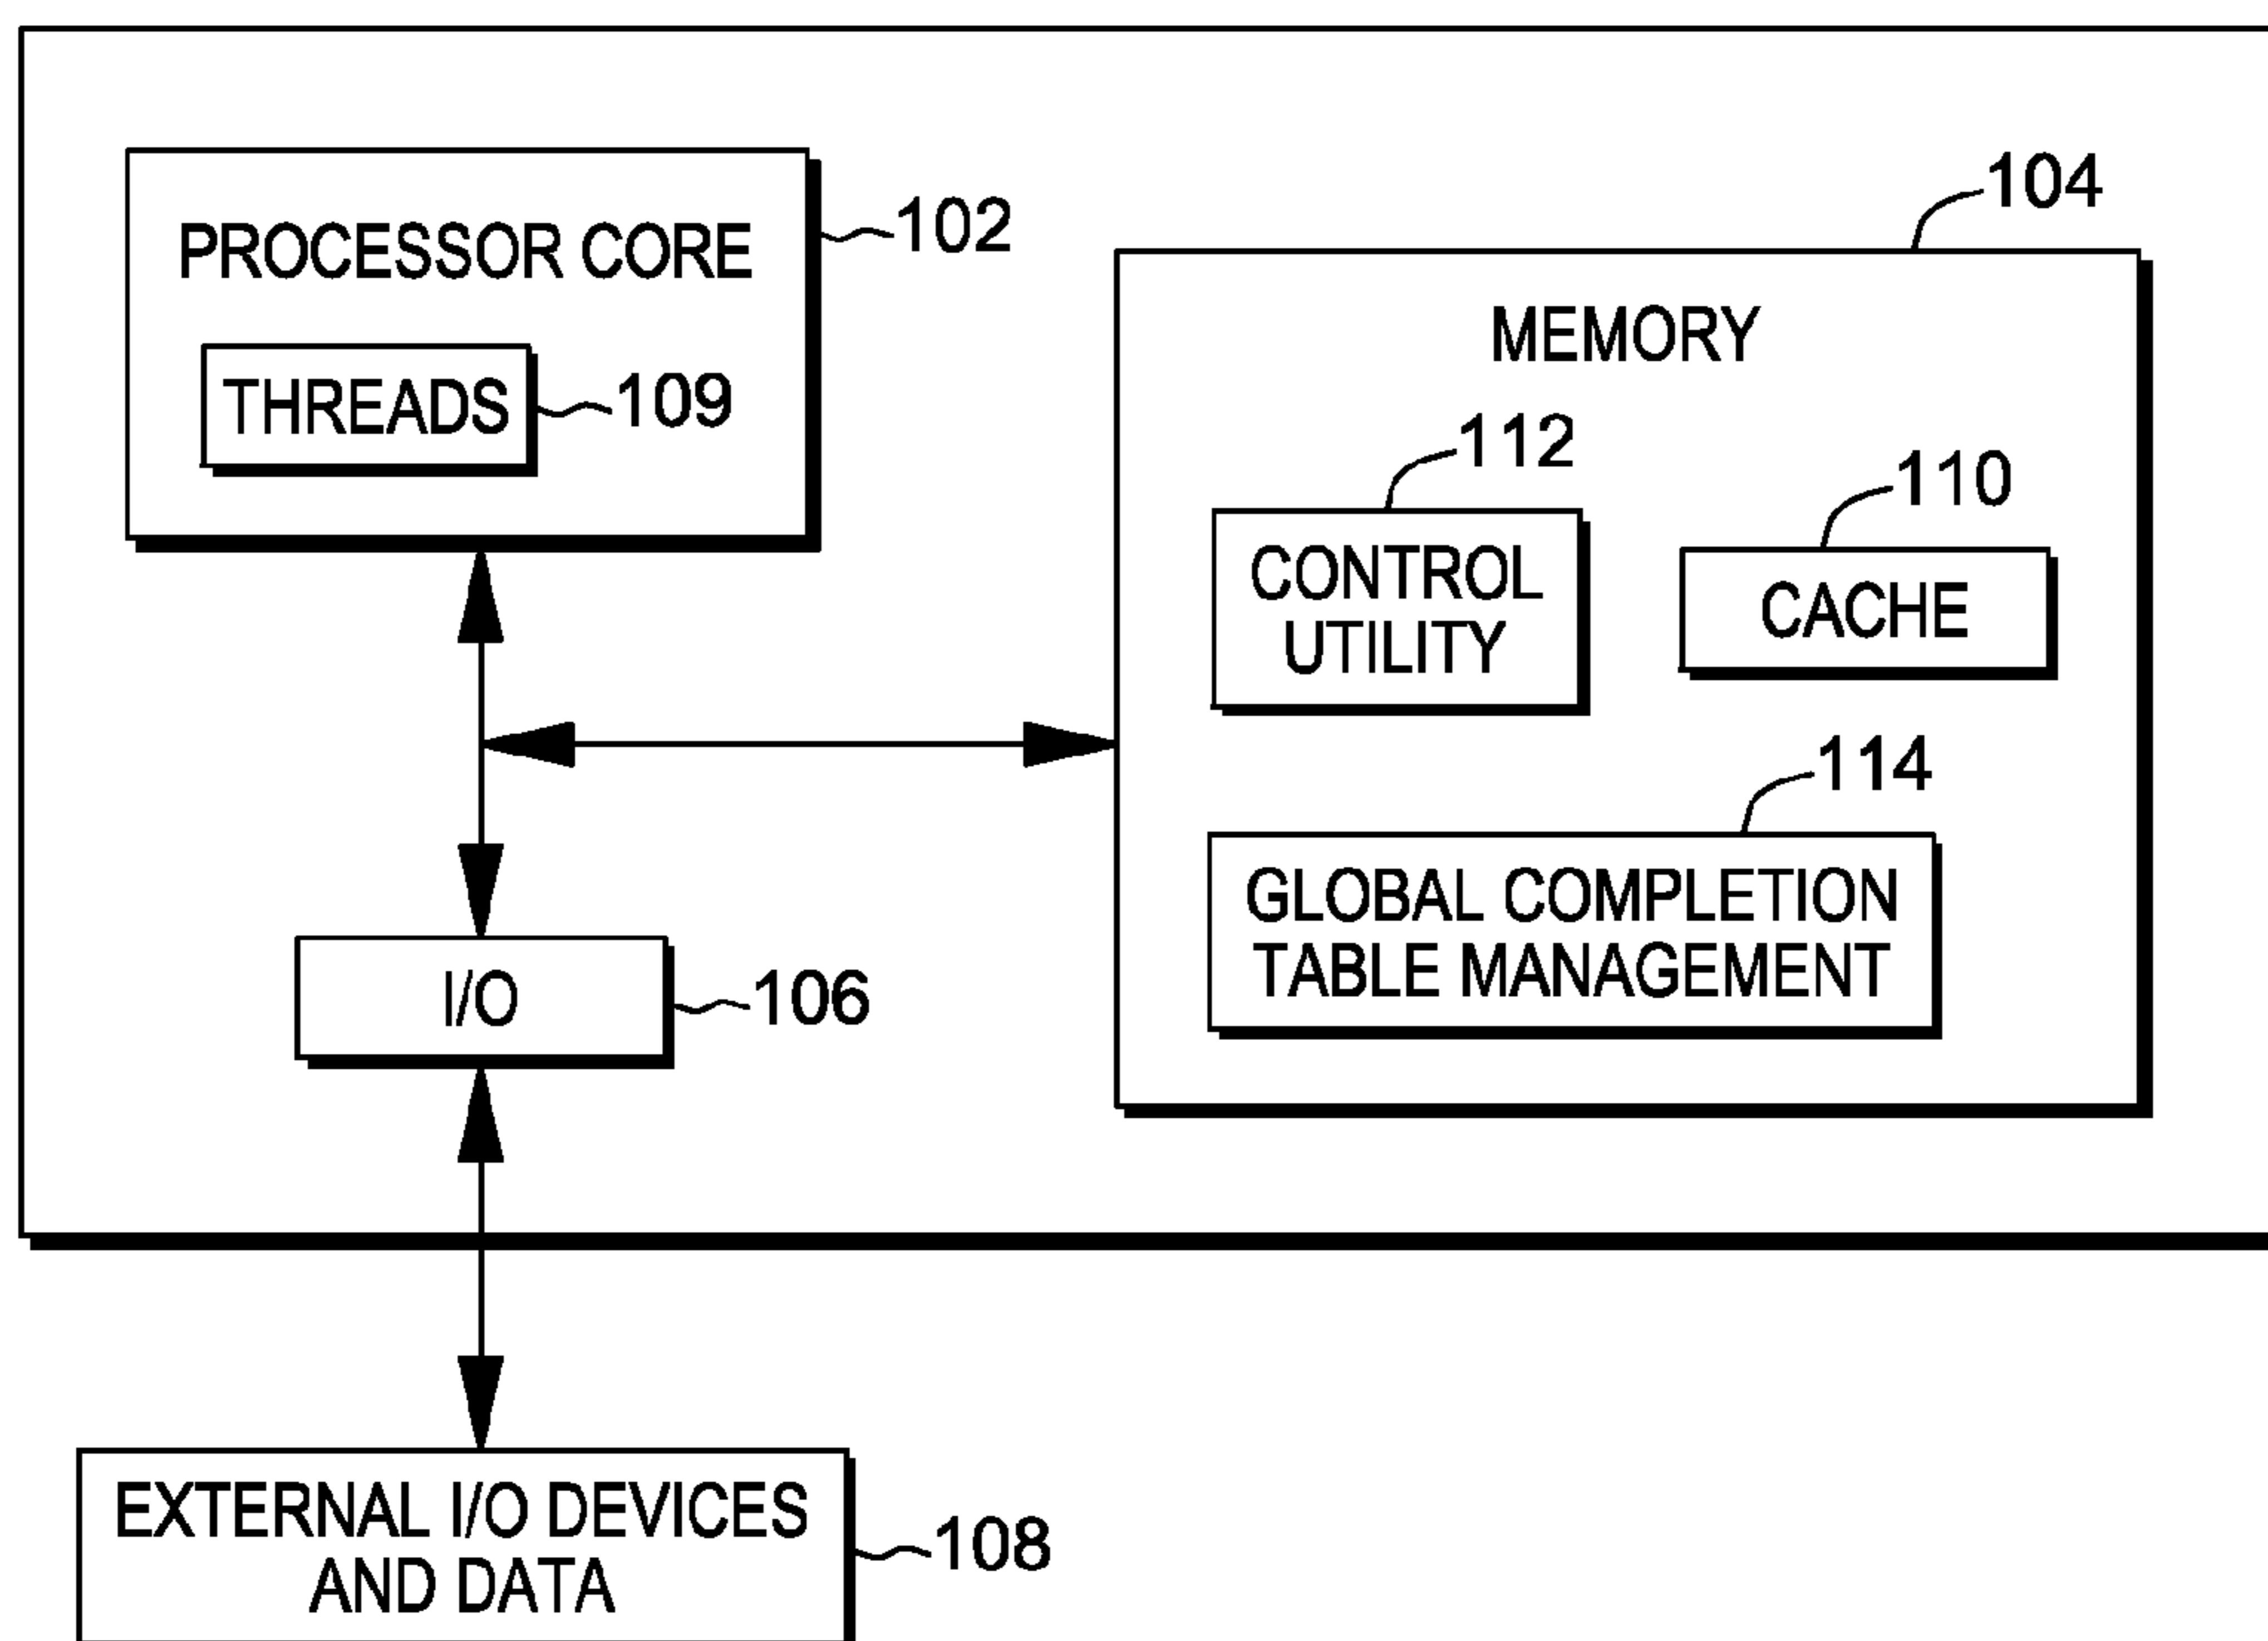 PROCESSOR CORE
102
THREADS
109
104
MEMORY
112
CONTROL
UTILITY
110
CACHE
114
GLOBAL COMPLETION
TABLE MANAGEMENT
I/O
106
EXTERNAL I/O DEVICES
AND DATA
108